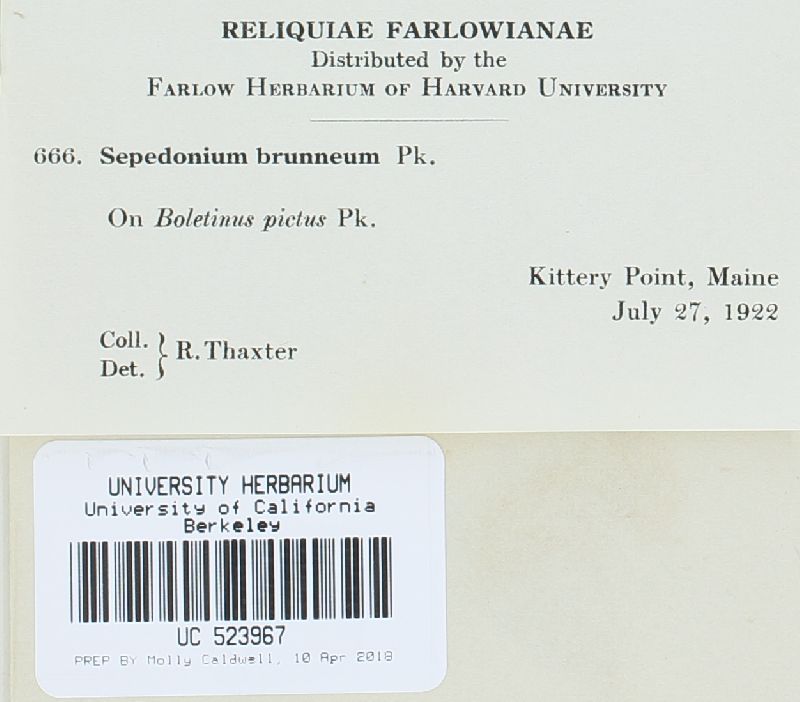 RELIQUIAE FARLOWIANAE
Distributed by the
FARLOW HERBARIUM OF HARVARD UNIVERSITY
666. Sepedonium brunneum Pk.
On Boletinus pictus Pk.
Kittery Point, Maine
July 27, 1922
Coll.
Det. } R. Thaxter
UNIVERSITY HERBARIUM
University of California
Berkeley
UC 523967
PREP BY Molly Caldwell, 10 Apr 2018